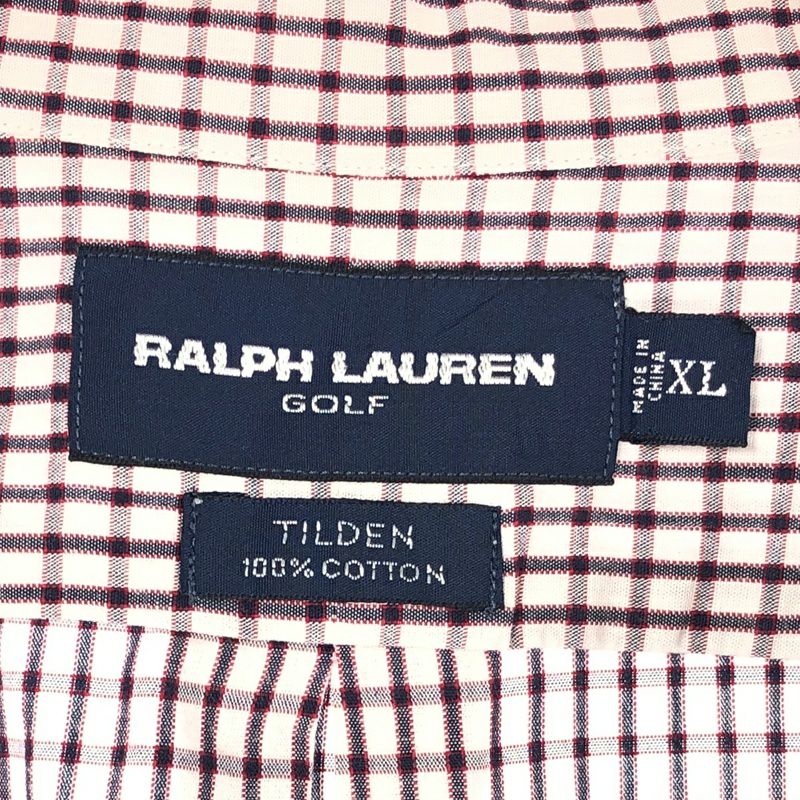 RALPH LAUREN
GOLF
MADE IN
CHINA
XL
TILDEN
100% COTTON